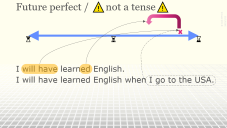 Future perfect / ⚠not a tense⚠
I will have learned English.
I will have learned English when I go to the USA.